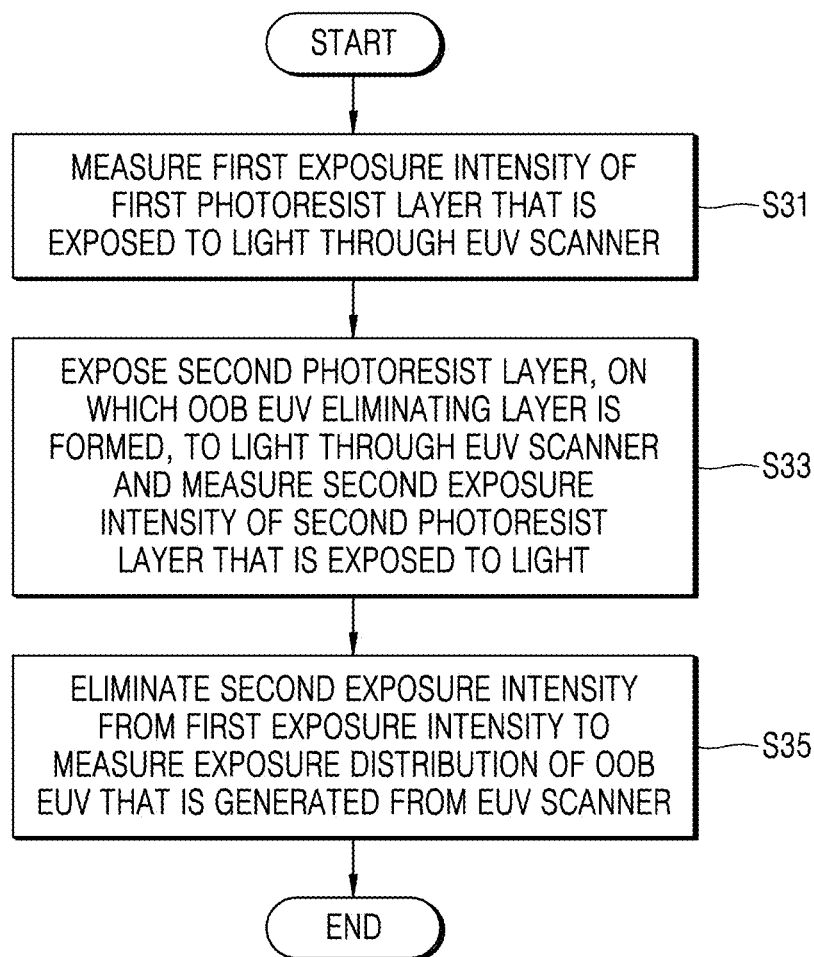 START
MEASURE FIRST EXPOSURE INTENSITY OF
FIRST PHOTORESIST LAYER THAT IS
EXPOSED TO LIGHT THROUGH EUV SCANNER
S31
EXPOSE SECOND PHOTORESIST LAYER, ON
WHICH OOB EUV ELIMINATING LAYER IS
FORMED, TO LIGHT THROUGH EUV SCANNER
AND MEASURE SECOND EXPOSURE
INTENSITY OF SECOND PHOTORESIST
LAYER THAT IS EXPOSED TO LIGHT
S33
ELIMINATE SECOND EXPOSURE INTENSITY
FROM FIRST EXPOSURE INTENSITY TO
MEASURE EXPOSURE DISTRIBUTION OF OOB
EUV THAT IS GENERATED FROM EUV SCANNER
S35
END